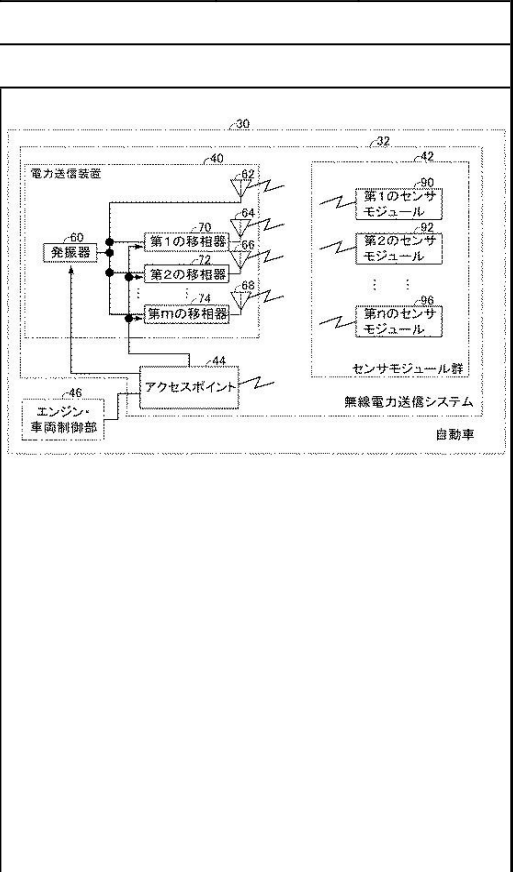 30
32
40
42
電力送信装置
62
90
第1のセンサ
モジュール
64
60
発振器
70
第1の移相器
66
92
第2のセンサ
モジュール
72
第2の移相器
68
74
第mの移相器
96
第nのセンサ
モジュール
44
アクセスポイント
センサモジュール群
46
エンジン・
車両制御部
無線電力送信システム
自動車